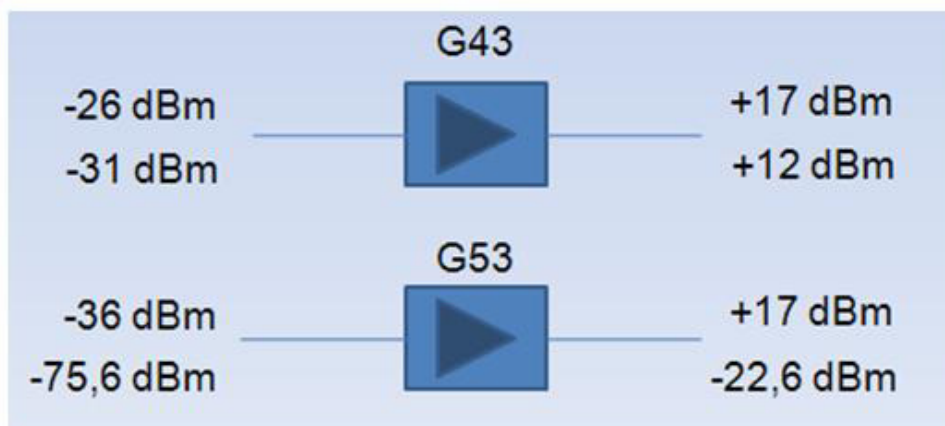 G43
-26 dBm +17 dBm
-31 dBm +12 dBm
G53
-36 dBm +17 dBm
-75,6 dBm -22,6 dBm